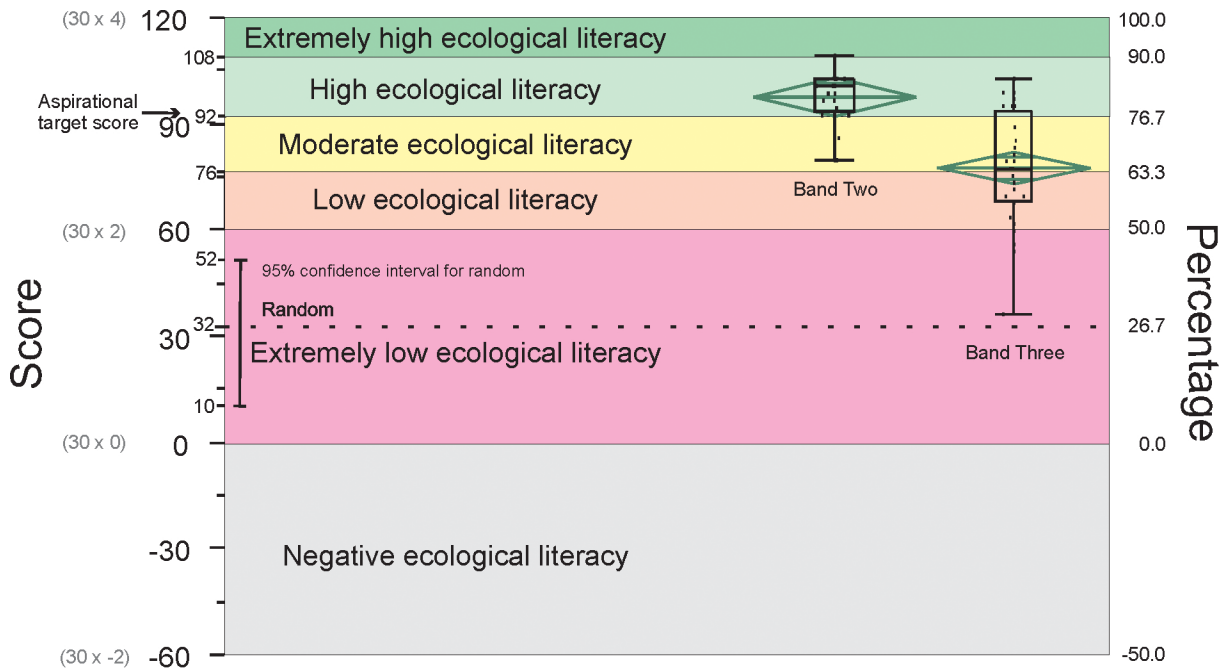 (30 x 4) 120 100.0
Extremely high ecological literacy
108 90.0
High ecological literacy
Aspirational
target score
92 76.7
90
Moderate ecological literacy
76 63.3
Band Two
Low ecological literacy
(30 x 2) 60 50.0
52
95% confidence interval for random
Random
32 26.7
30
Extremely low ecological literacy
Band Three
10
(30 x 0) 0 0.0
-30
Negative ecological literacy
(30 x -2) -60 -50.0
Score
Percentage